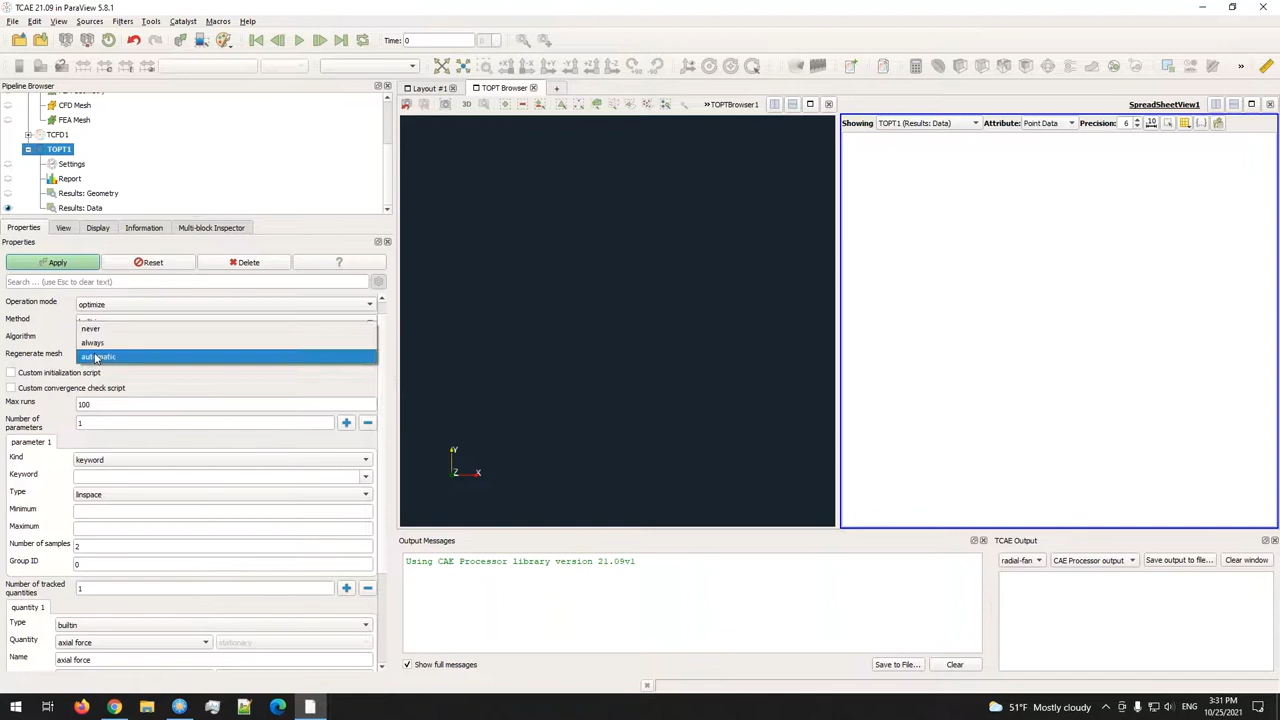 TCAE 21.09 in ParaView 5.8.1
File Edit View Sources Filters Tools Catalyst Macros Help
Time: 0
Pipeline Browser
CFD Mesh
FEA Mesh
TCFD1
TOPT1
Settings
Report
Results: Geometry
Results: Data
Properties View Display Information Multi-block Inspector
Properties
Apply Reset Delete ?
Search ... (use Esc to clear text)
Operation mode optimize
Method
never
Algorithm
always
Regenerate mesh automatic
Custom initialization script
Custom convergence check script
Max runs 100
Number of parameters 1
parameter 1
Kind keyword
Keyword
Type linspace
Minimum
Maximum
Number of samples 2
Group ID 0
Number of tracked quantities 1
quantity 1
Type builtin
Quantity axial force stationary
Name axial force
Layout #1 TOPT Browser +
3D »TOPTBrowser1
Y
Z X
SpreadSheetView1
Showing TOPT1 (Results: Data) Attribute: Point Data Precision: 6
Output Messages
Using CAE Processor library version 21.09v1
Show full messages Save to File... Clear
TCAE Output
radial-fan CAE Processor output Save output to file... Clear window
51°F Mostly cloudy 3:31 PM
10/25/2021